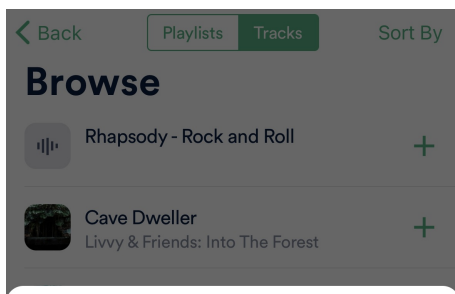 Back
Playlists
Tracks
Sort By
Browse
Rhapsody - Rock and Roll
Cave Dweller
Livvy & Friends: Into The Forest